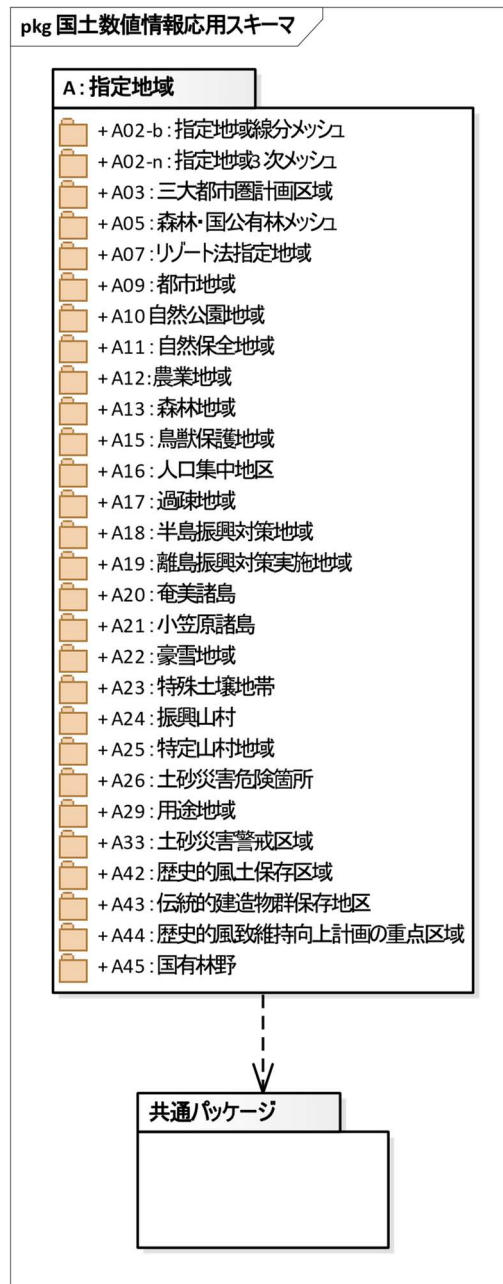 pkg 国土数値情報応用スキーマ
A : 指定地域
+ A02-b : 指定地域線分メッシュ
+ A02-n : 指定地域3 次メッシュ
+ A03 : 三大都市圏計画区域
+ A05 : 森林・国公有林メッシュ
+ A07 : リゾート法指定地域
+ A09 : 都市地域
+ A10 自然公園地域
+ A11 : 自然保全地域
+ A12:農業地域
+ A13 : 森林地域
+ A15 : 鳥獣保護地域
+ A16 : 人口集中地区
+ A17 : 過疎地域
+ A18 : 半島振興対策地域
+ A19 : 離島振興対策実施地域
+ A20 : 奄美諸島
+ A21 : 小笠原諸島
+ A22 : 豪雪地域
+ A23 : 特殊土壌地帯
+ A24 : 振興山村
+ A25 : 特定山村地域
+ A26 : 土砂災害危険箇所
+ A29 : 用途地域
+ A33 : 土砂災害警戒区域
+ A42 : 歴史的風土保存区域
+ A43 : 伝統的建造物群保存地区
+ A44 : 歴史的風致維持向上計画の重点区域
+ A45 : 国有林野
共通パッケージ